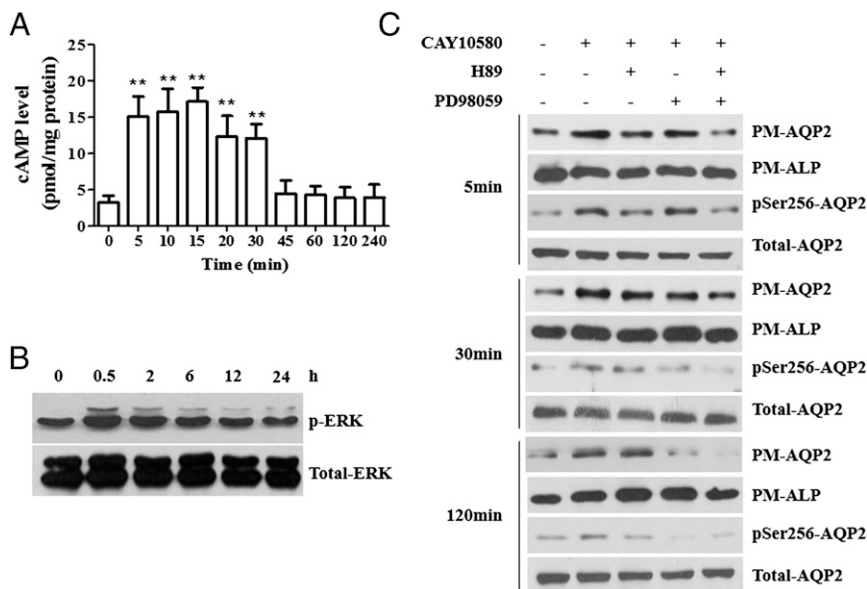 A
cAMP level
(pmol/mg protein)
25
20
15
10
5
0
** ** ** ** **
0 5 10 15 20 30 45 60 120 240
Time (min)
B
0 0.5 2 6 12 24 h
p-ERK
Total-ERK
C
CAY10580 - + + + +
H89 - - + - +
PD98059 - - - + +
5min
PM-AQP2
PM-ALP
pSer256-AQP2
Total-AQP2
30min
PM-AQP2
PM-ALP
pSer256-AQP2
Total-AQP2
120min
PM-AQP2
PM-ALP
pSer256-AQP2
Total-AQP2